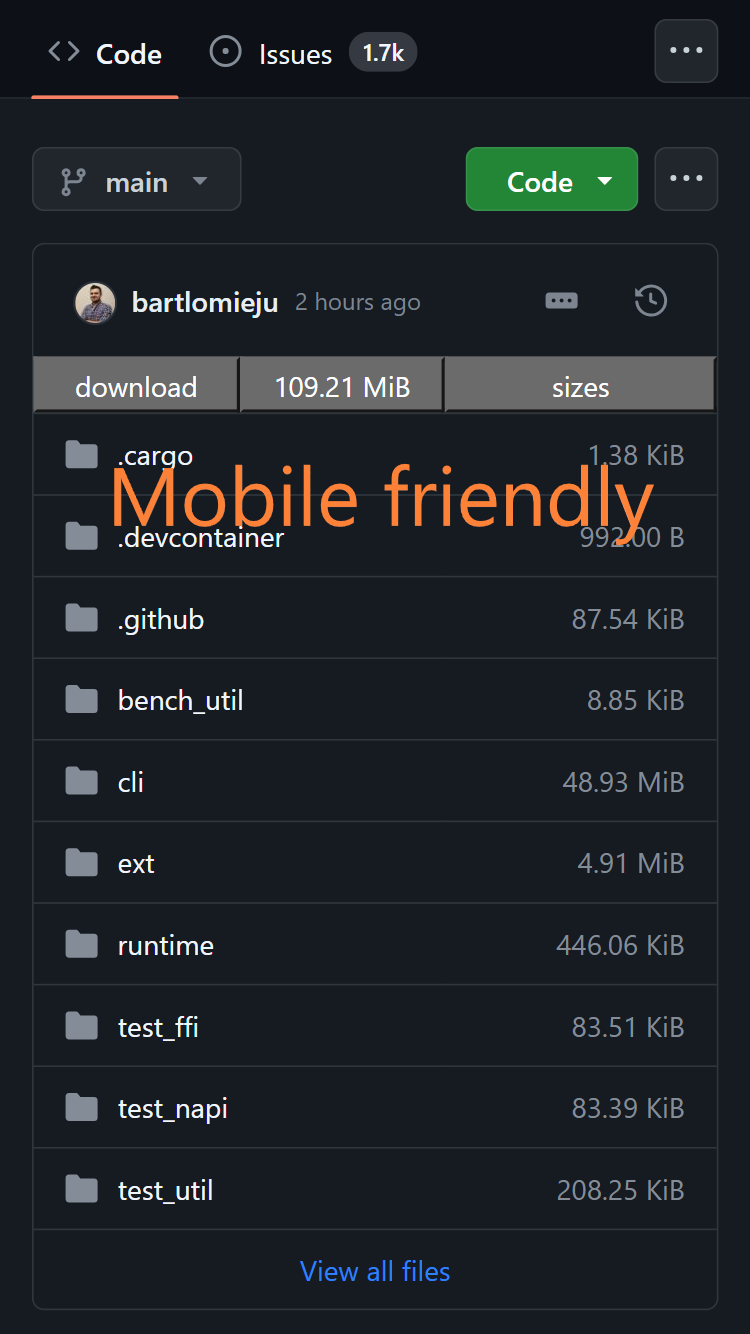 Code Issues 1.7k
main Code
bartlomieju 2 hours ago
download 109.21 MiB sizes
.cargo 1.38 KiB
Mobile friendly
.devcontainer 992.00 B
.github 87.54 KiB
bench_util 8.85 KiB
cli 48.93 MiB
ext 4.91 MiB
runtime 446.06 KiB
test_ffi 83.51 KiB
test_napi 83.39 KiB
test_util 208.25 KiB
View all files